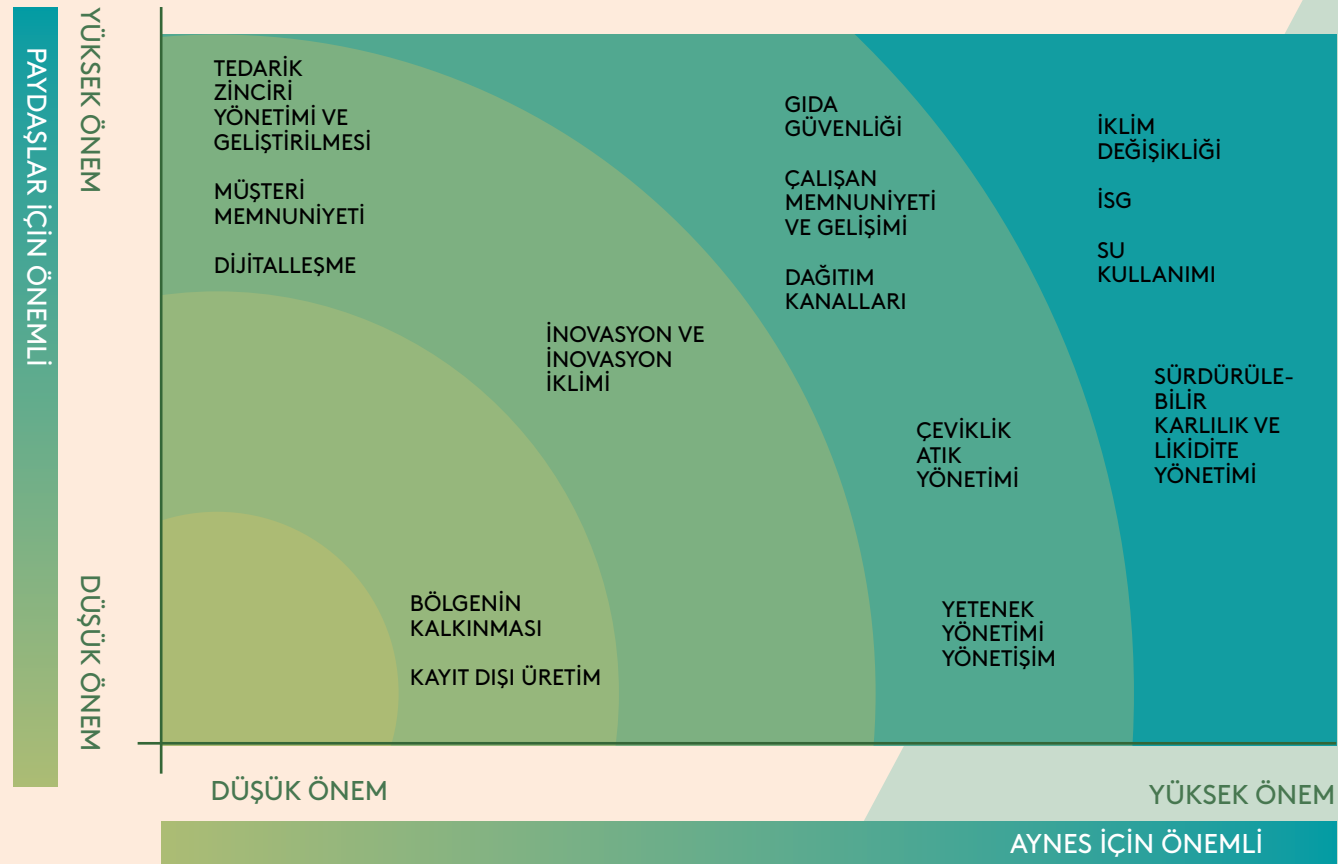 PAYDAŞLAR İÇİN ÖNEMLİ
YÜKSEK ÖNEM
DÜŞÜK ÖNEM
TEDARİK
ZİNCİRİ
YÖNETİMİ VE
GELİŞTİRİLMESİ
MÜŞTERİ
MEMNUNİYETİ
DİJİTALLEŞME
İNOVASYON VE
İNOVASYON
İKLİMİ
BÖLGENİN
KALKINMASI
KAYIT DIŞI ÜRETİM
GIDA
GÜVENLİĞİ
ÇALIŞAN
MEMNUNİYETİ
VE GELİŞİMİ
DAĞITIM
KANALLARI
ÇEVİKLİK
ATIK
YÖNETİMİ
YETENEK
YÖNETİMİ
YÖNETİŞİM
İKLİM
DEĞİŞİKLİĞİ
İSG
SU
KULLANIMI
SÜRDÜRÜLE-
BİLİR
KARLILIK VE
LİKİDİTE
YÖNETİMİ
DÜŞÜK ÖNEM
YÜKSEK ÖNEM
AYNES İÇİN ÖNEMLİ